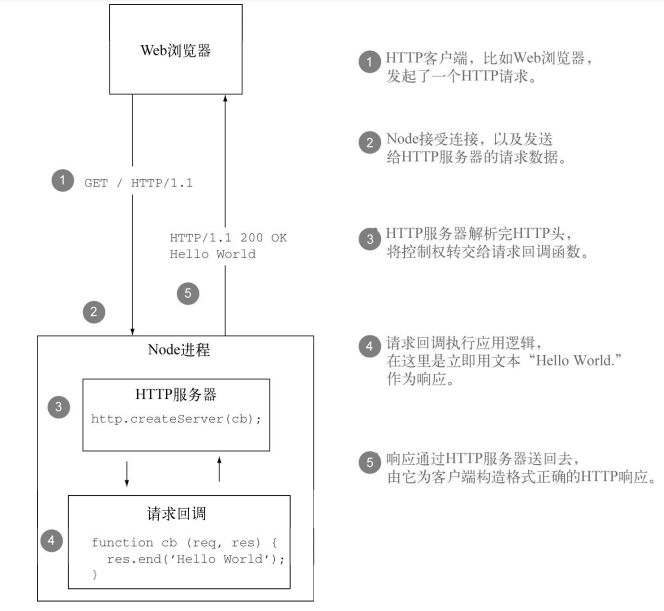 Web浏览器
1
GET / HTTP/1.1
HTTP/1.1 200 OK
Hello World
5
2
Node进程
3
HTTP服务器
http.createServer(cb);
4
请求回调
function cb (req, res) {
res.end('Hello World');
}
1 HTTP客户端，比如Web浏览器，
发起了一个HTTP请求。
2 Node接受连接，以及发送
给HTTP服务器的请求数据。
3 HTTP服务器解析完HTTP头，
将控制权转交给请求回调函数。
4 请求回调执行应用逻辑，
在这里是立即用文本“Hello World.”
作为响应。
5 响应通过HTTP服务器送回去，
由它为客户端构造格式正确的HTTP响应。